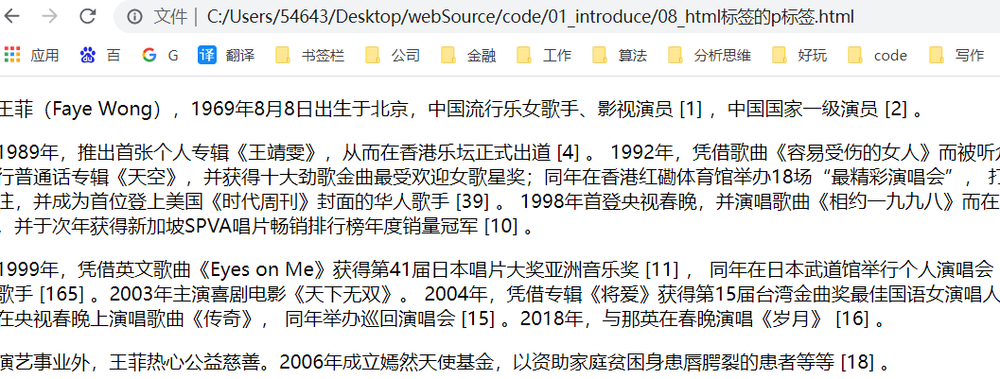 文件 | C:/Users/54643/Desktop/webSource/code/01_introduce/08_html标签的p标签.html
应用 百 G 翻译 书签栏 公司 金融 工作 算法 分析思维 好玩 code 写作
王菲（Faye Wong），1969年8月8日出生于北京，中国流行乐女歌手、影视演员 [1] ，中国国家一级演员 [2] 。
1989年，推出首张个人专辑《王靖雯》，从而在香港乐坛正式出道 [4] 。 1992年，凭借歌曲《容易受伤的女人》而被听
行普通话专辑《天空》，并获得十大劲歌金曲最受欢迎女歌星奖；同年在香港红磡体育馆举办18场“最精彩演唱会”，
注，并成为首位登上美国《时代周刊》封面的华人歌手 [39] 。 1998年首登央视春晚，并演唱歌曲《相约一九九八》而在
，并于次年获得新加坡SPVA唱片畅销排行榜年度销量冠军 [10] 。
1999年，凭借英文歌曲《Eyes on Me》获得第41届日本唱片大奖亚洲音乐奖 [11] ， 同年在日本武道馆举行个人演唱会
歌手 [165] 。2003年主演喜剧电影《天下无双》。 2004年，凭借专辑《将爱》获得第15届台湾金曲奖最佳国语女演唱人
在央视春晚上演唱歌曲《传奇》， 同年举办巡回演唱会 [15] 。2018年，与那英在春晚演唱《岁月》 [16] 。
演艺事业外，王菲热心公益慈善。2006年成立嫣然天使基金，以资助家庭贫困身患唇腭裂的患者等等 [18] 。